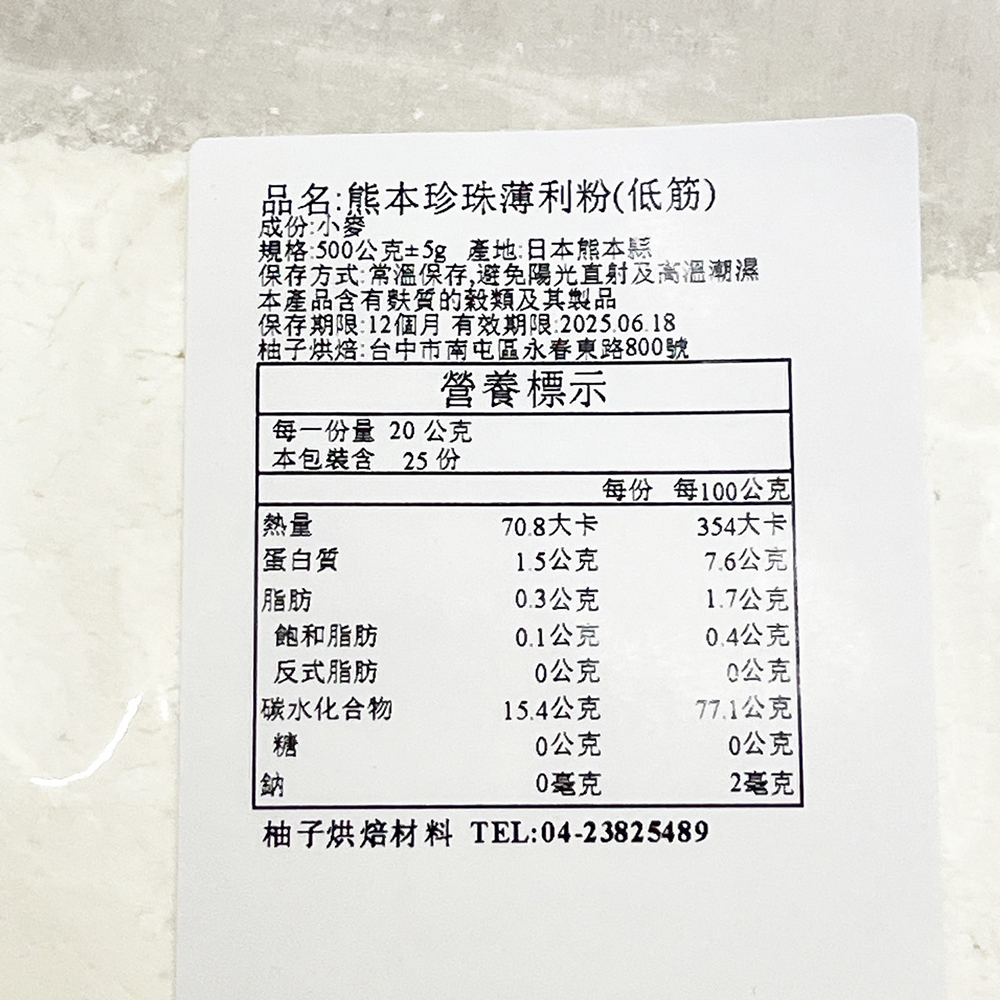 品名:熊本珍珠薄利粉(低筋)
成份:小麥
規格:500公克±5g 產地:日本熊本縣
保存方式:常溫保存,避免陽光直射及高溫潮濕
本產品含有麩質的穀類及其製品
保存期限:12個月 有效期限:2025.06.18
柚子烘焙:台中市南屯區永春東路800號
營養標示
每一份量 20 公克
本包裝含 25 份
每份 每100公克
熱量 70.8大卡 354大卡
蛋白質 1.5公克 7.6公克
脂肪 0.3公克 1.7公克
飽和脂肪 0.1公克 0.4公克
反式脂肪 0公克 0公克
碳水化合物 15.4公克 77.1公克
糖 0公克 0公克
鈉 0毫克 2毫克
柚子烘焙材料 TEL:04-23825489